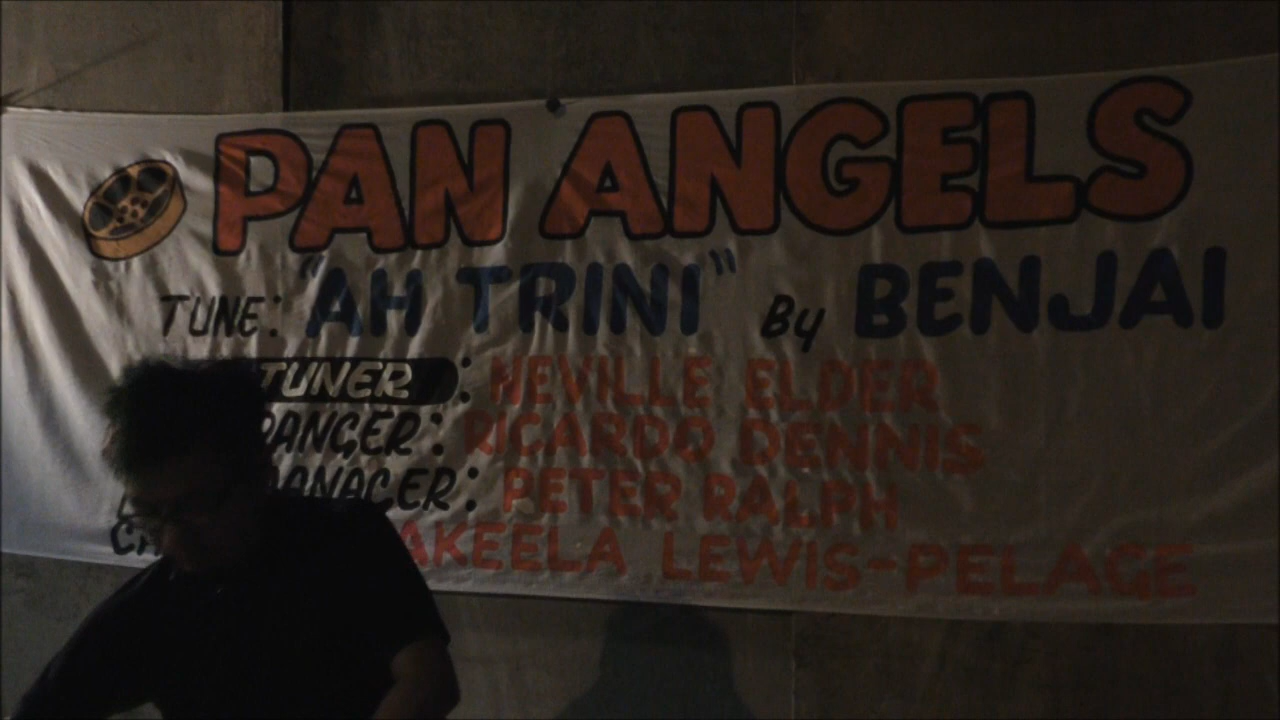 PAN ANGELS
TUNE: "AH TRINI" By BENJAI
TUNER: NEVILLE ELDER
RANGER: RICARDO DENNIS
MANAGER: PETER RALPH
AKEELA LEWIS-PELAGE